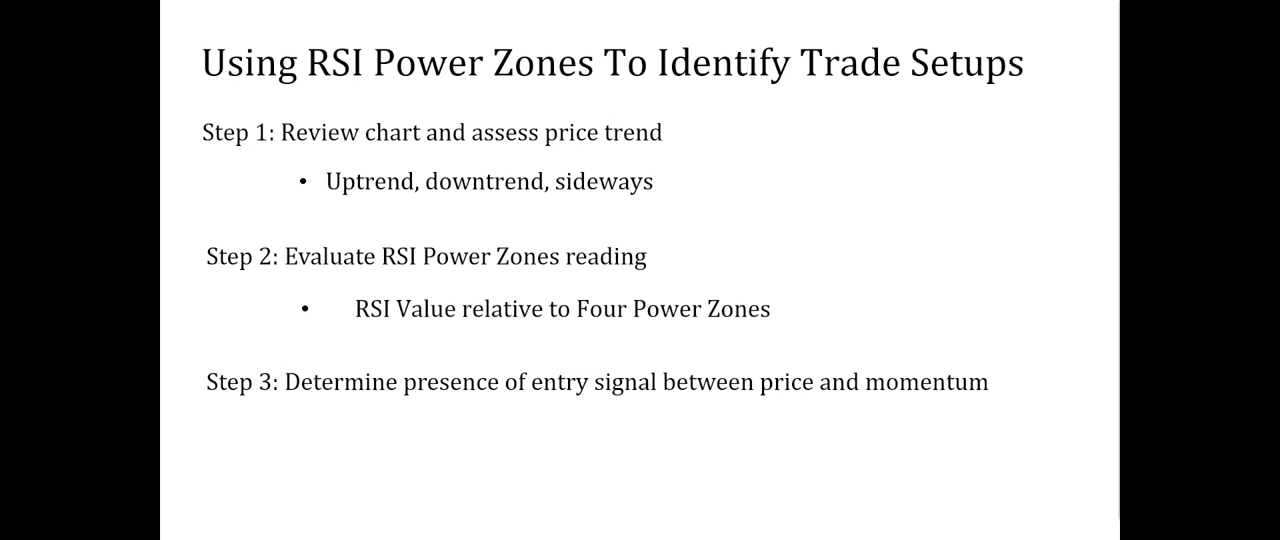 Using RSI Power Zones To Identify Trade Setups
Step 1: Review chart and assess price trend
• Uptrend, downtrend, sideways
Step 2: Evaluate RSI Power Zones reading
• RSI Value relative to Four Power Zones
Step 3: Determine presence of entry signal between price and momentum